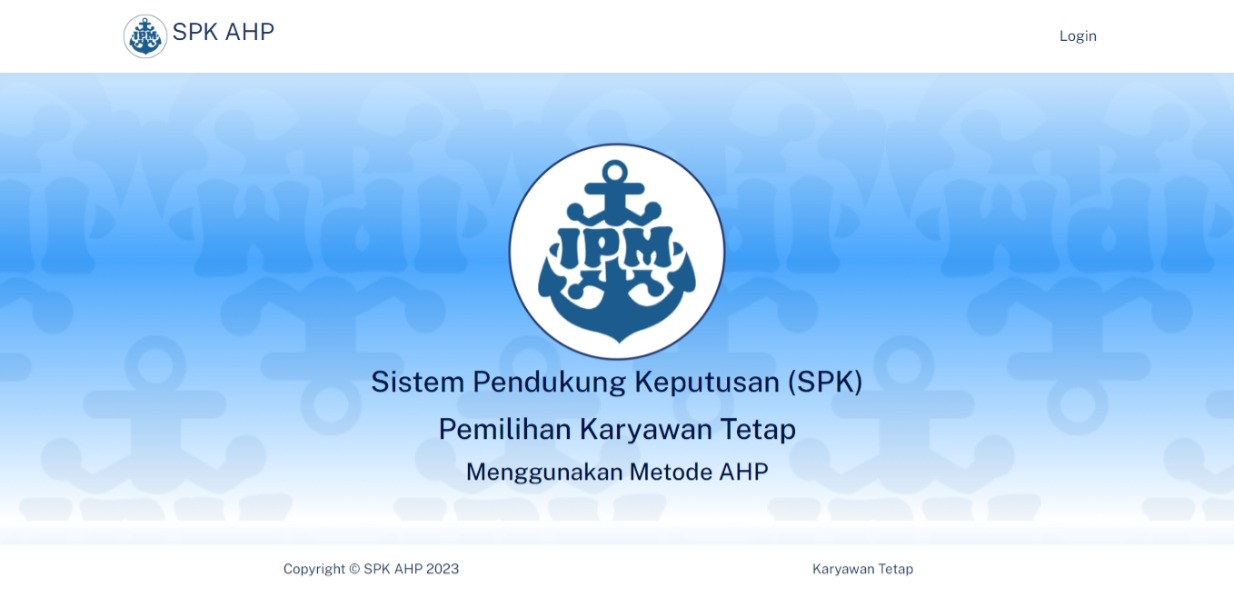 IPM
SPK AHP
Login
IPM
Sistem Pendukung Keputusan (SPK)
Pemilihan Karyawan Tetap
Menggunakan Metode AHP
Copyright © SPK AHP 2023
Karyawan Tetap